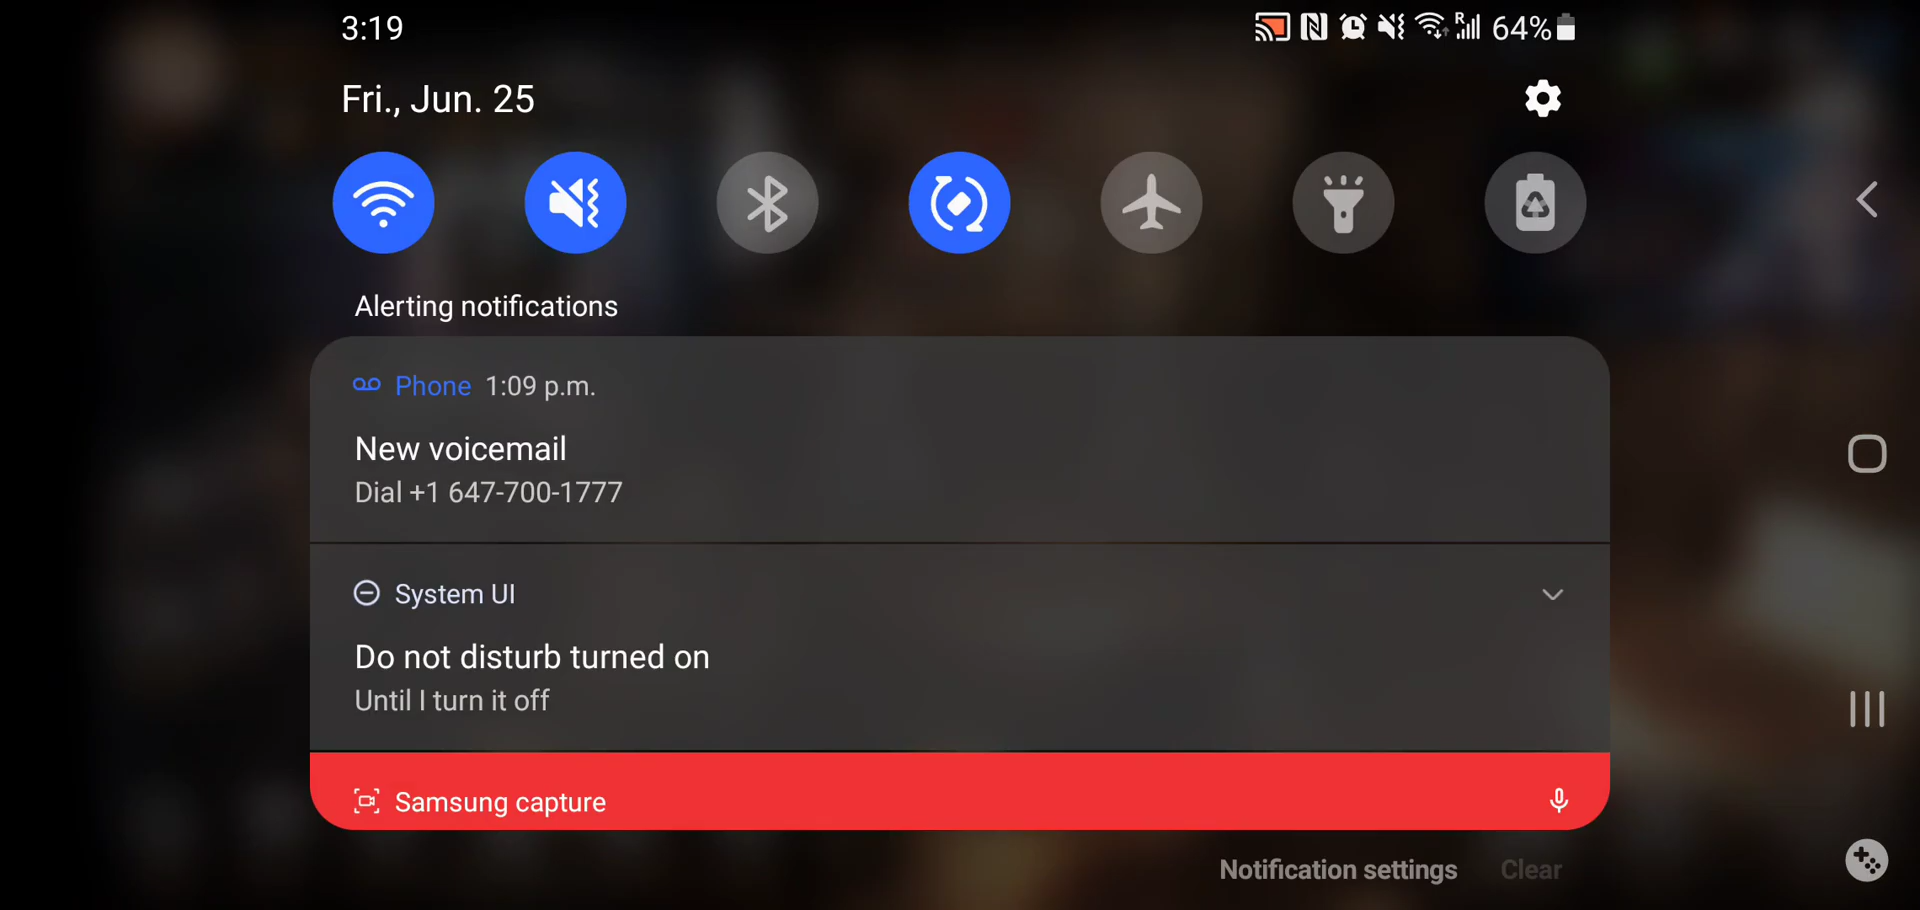 3:19
R 64%
Fri., Jun. 25
Alerting notifications
Phone 1:09 p.m.
New voicemail
Dial +1 647-700-1777
System UI
Do not disturb turned on
Until I turn it off
Samsung capture
Notification settings Clear